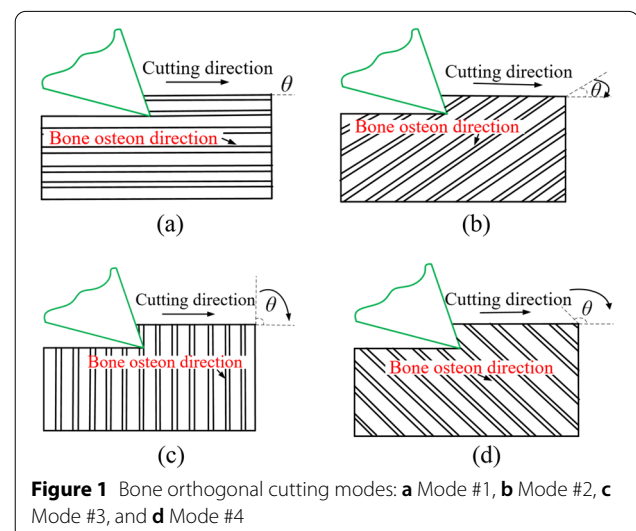 Cutting direction
θ
Bone osteon direction
(a)
Cutting direction
θ
Bone osteon direction
(b)
Cutting direction
θ
Bone osteon direction
(c)
Cutting direction
θ
Bone osteon direction
(d)
Figure 1 Bone orthogonal cutting modes: a Mode #1, b Mode #2, c
Mode #3, and d Mode #4